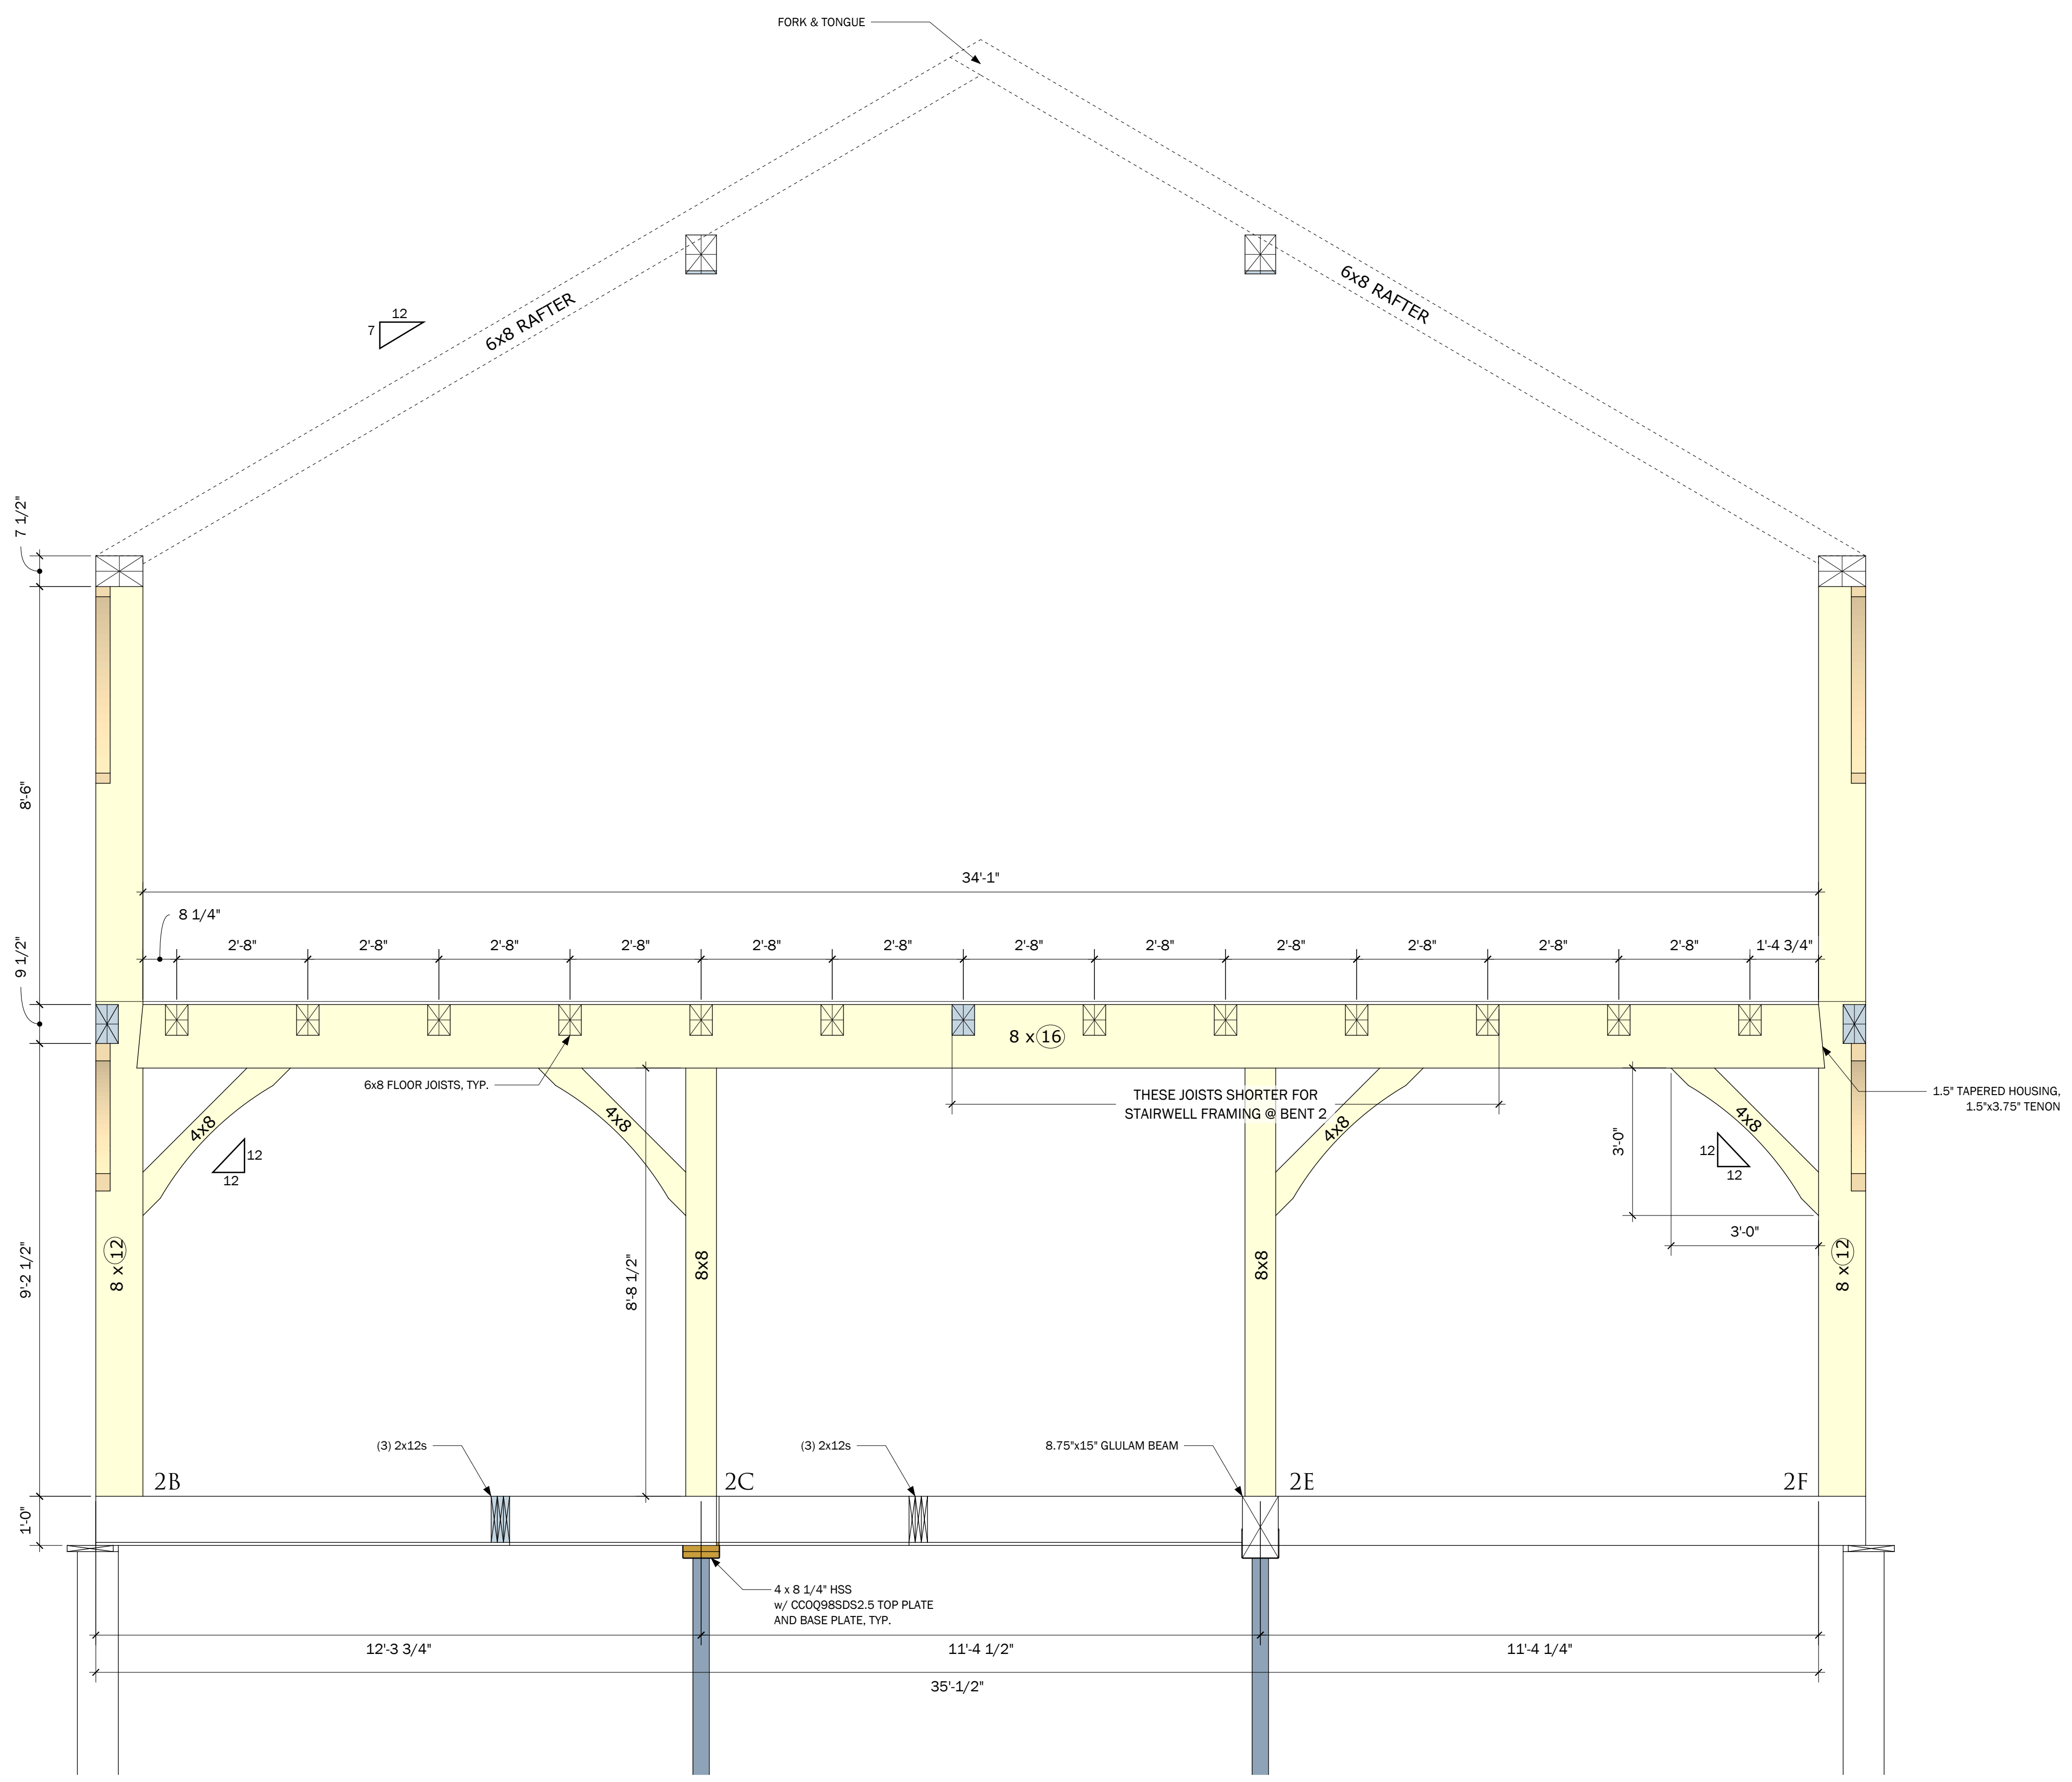 FORK & TONGUE
12
7
6x8 RAFTER
6x8 RAFTER
7 1/2"
8'-6"
34'-1"
8 1/4"
2'-8" 2'-8" 2'-8" 2'-8" 2'-8" 2'-8" 2'-8" 2'-8" 2'-8" 2'-8" 2'-8" 2'-8" 1'-4 3/4"
9 1/2"
8 x 16
6x8 FLOOR JOISTS, TYP.
THESE JOISTS SHORTER FOR
STAIRWELL FRAMING @ BENT 2
1.5" TAPERED HOUSING,
1.5"x3.75" TENON
4x8
4x8
4x8
4x8
12
12
12
12
3'-0"
3'-0"
9'-2 1/2"
8 x 12
8'-8 1/2"
8x8
8x8
8 x 12
(3) 2x12s
(3) 2x12s
8.75"x15" GLULAM BEAM
2B
2C
2E
2F
1'-0"
4 x 8 1/4" HSS
w/ CCOQ98SDS2.5 TOP PLATE
AND BASE PLATE, TYP.
12'-3 3/4"
11'-4 1/2"
11'-4 1/4"
35'-1/2"